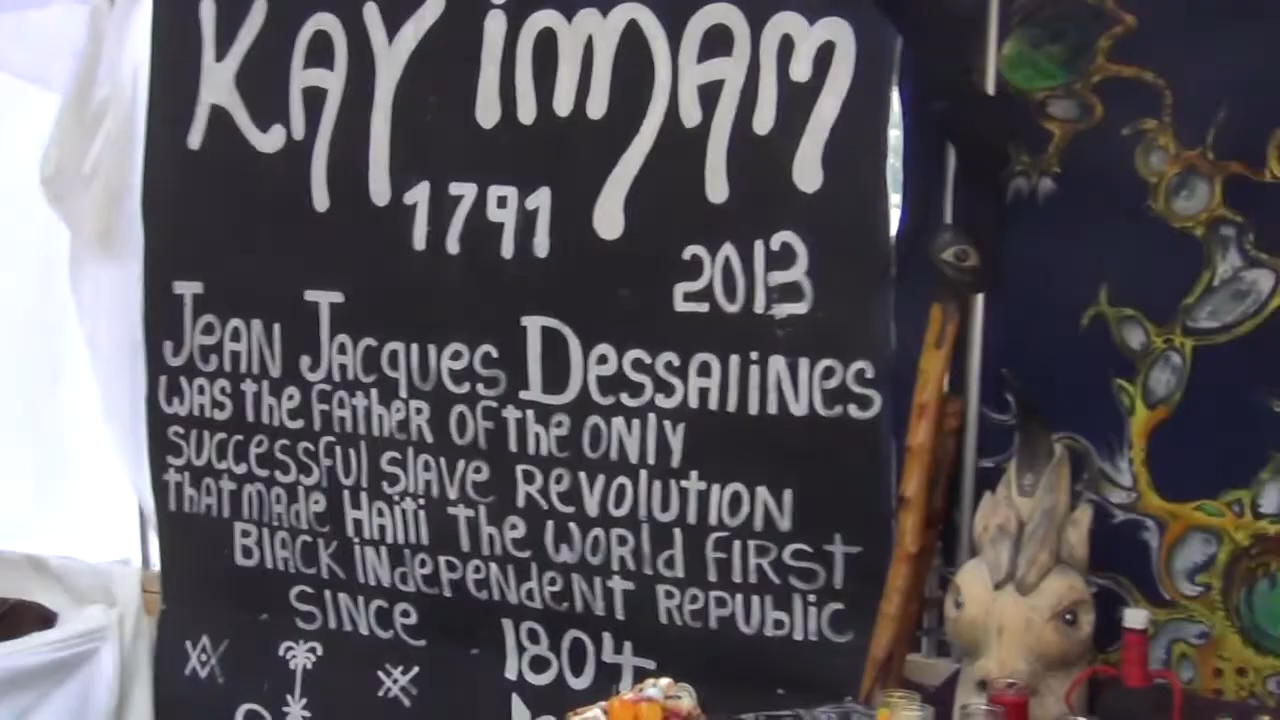 KAY imAM
1791
2013
JeAN JAcques DessAliNes
WAS the FAtheR OF the ONly
successful slAve Revolution
that made Haiti the WORld FIRSt
BlACK iNdePeNdeNT RePublic
SINce 1804